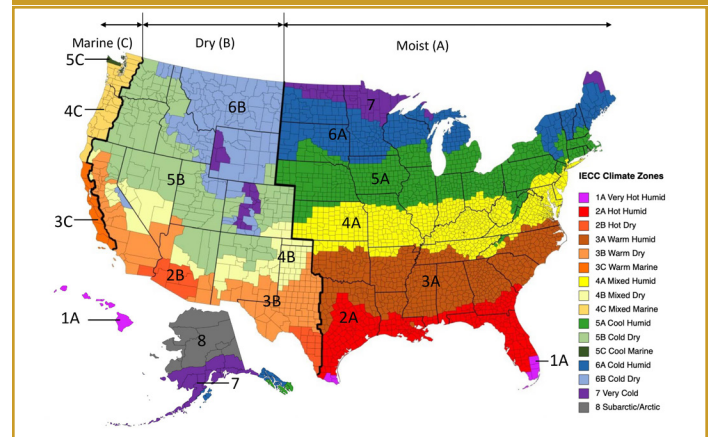 Marine (C)
Dry (B)
Moist (A)
5C
4C
3C
1A
6B
5B
4B
2B
3B
7
6A
5A
4A
3A
2A
1A
8
7
IECC Climate Zones
1A Very Hot Humid
2A Hot Humid
2B Hot Dry
3A Warm Humid
3B Warm Dry
3C Warm Marine
4A Mixed Humid
4B Mixed Dry
4C Mixed Marine
5A Cool Humid
5B Cold Dry
5C Cool Marine
6A Cold Humid
6B Cold Dry
7 Very Cold
8 Subarctic/Arctic